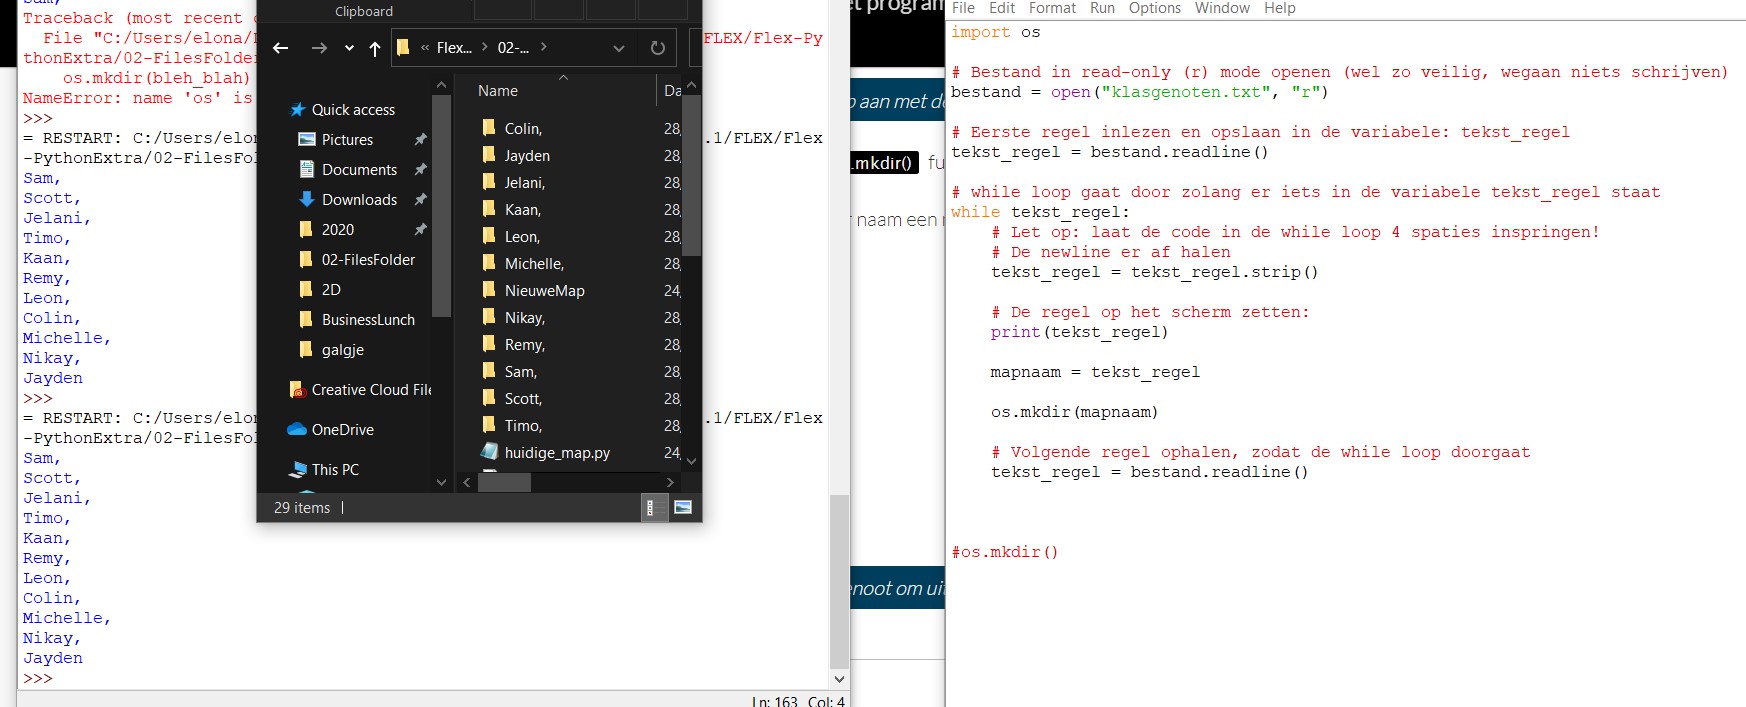 Sam,
Traceback (most recent
File "C:/Users/elona/
FLEX/Flex-Py
thonExtra/02-FilesFolder
os.mkdir(bleh_blah)
NameError: name 'os' is
>>>
= RESTART: C:/Users/elon
.1/FLEX/Flex
-PythonExtra/02-FilesFol
Sam,
Scott,
Jelani,
Timo,
Kaan,
Remy,
Leon,
Colin,
Michelle,
Nikay,
Jayden
>>>
= RESTART: C:/Users/elon
.1/FLEX/Flex
-PythonExtra/02-FilesFol
Sam,
Scott,
Jelani,
Timo,
Kaan,
Remy,
Leon,
Colin,
Michelle,
Nikay,
Jayden
>>>
Ln: 163 Col: 4
Clipboard
« Flex... › 02-... ›
Quick access
Pictures
Documents
Downloads
2020
02-FilesFolder
2D
BusinessLunch
galgje
Creative Cloud File
OneDrive
This PC
Name Da
Colin, 28
Jayden 28
Jelani, 28
Kaan, 28
Leon, 28
Michelle, 28
NieuweMap 24
Nikay, 28
Remy, 28
Sam, 28
Scott, 28
Timo, 28
huidige_map.py 24
29 items
et program
aan met de
.mkdir() fu
r naam een
enoot om uit
File Edit Format Run Options Window Help
import os
# Bestand in read-only (r) mode openen (wel zo veilig, wegaan niets schrijven)
bestand = open("klasgenoten.txt", "r")
# Eerste regel inlezen en opslaan in de variabele: tekst_regel
tekst_regel = bestand.readline()
# while loop gaat door zolang er iets in de variabele tekst_regel staat
while tekst_regel:
# Let op: laat de code in de while loop 4 spaties inspringen!
# De newline er af halen
tekst_regel = tekst_regel.strip()
# De regel op het scherm zetten:
print(tekst_regel)
mapnaam = tekst_regel
os.mkdir(mapnaam)
# Volgende regel ophalen, zodat de while loop doorgaat
tekst_regel = bestand.readline()
#os.mkdir()